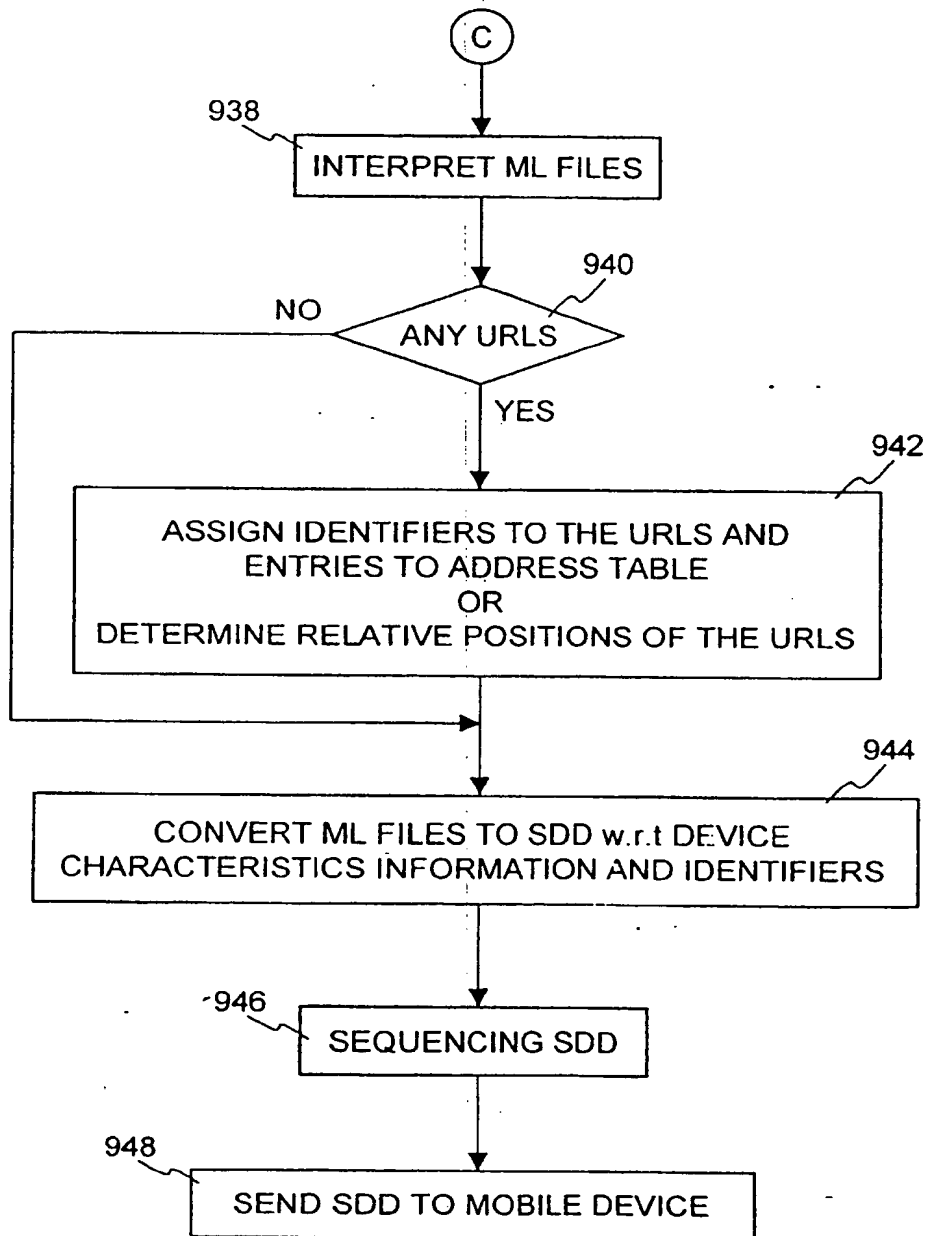 C
938
INTERPRET ML FILES
940
NO
ANY URLS
YES
942
ASSIGN IDENTIFIERS TO THE URLS AND
ENTRIES TO ADDRESS TABLE
OR
DETERMINE RELATIVE POSITIONS OF THE URLS
944
CONVERT ML FILES TO SDD w.r.t DEVICE
CHARACTERISTICS INFORMATION AND IDENTIFIERS
946
SEQUENCING SDD
948
SEND SDD TO MOBILE DEVICE